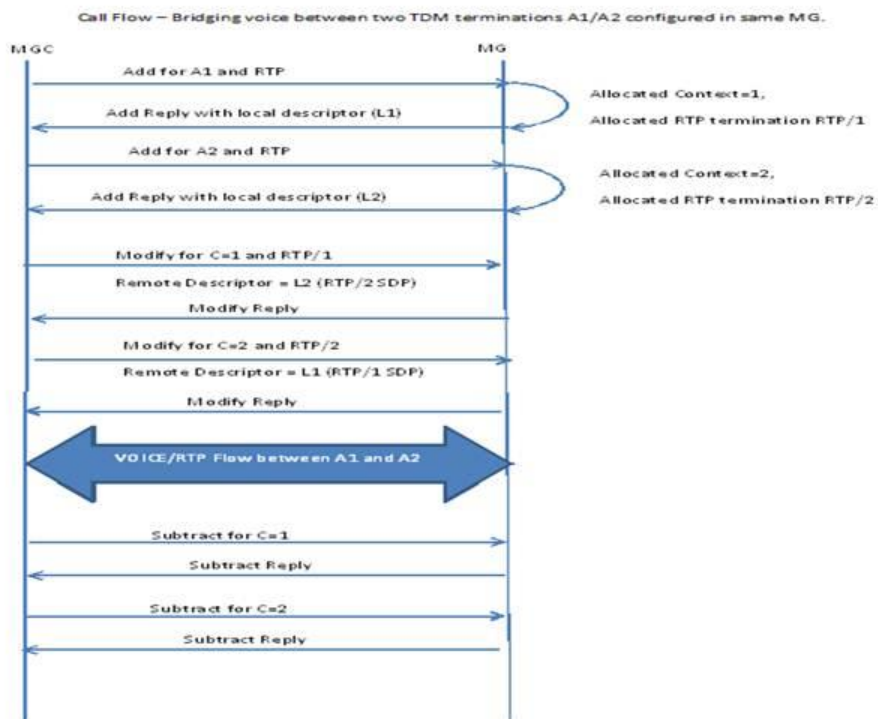 Call Flow – Bridging voice between two TDM terminations A1/A2 configured in same MG.
MGC
MG
Add for A1 and RTP
Allocated Context=1,
Add Reply with local descriptor (L1)
Allocated RTP termination RTP/1
Add for A2 and RTP
Allocated Context=2,
Add Reply with local descriptor (L2)
Allocated RTP termination RTP/2
Modify for C=1 and RTP/1
Remote Descriptor = L2 (RTP/2 SDP)
Modify Reply
Modify for C=2 and RTP/2
Remote Descriptor = L1 (RTP/1 SDP)
Modify Reply
VOICE/RTP Flow between A1 and A2
Subtract for C=1
Subtract Reply
Subtract for C=2
Subtract Reply